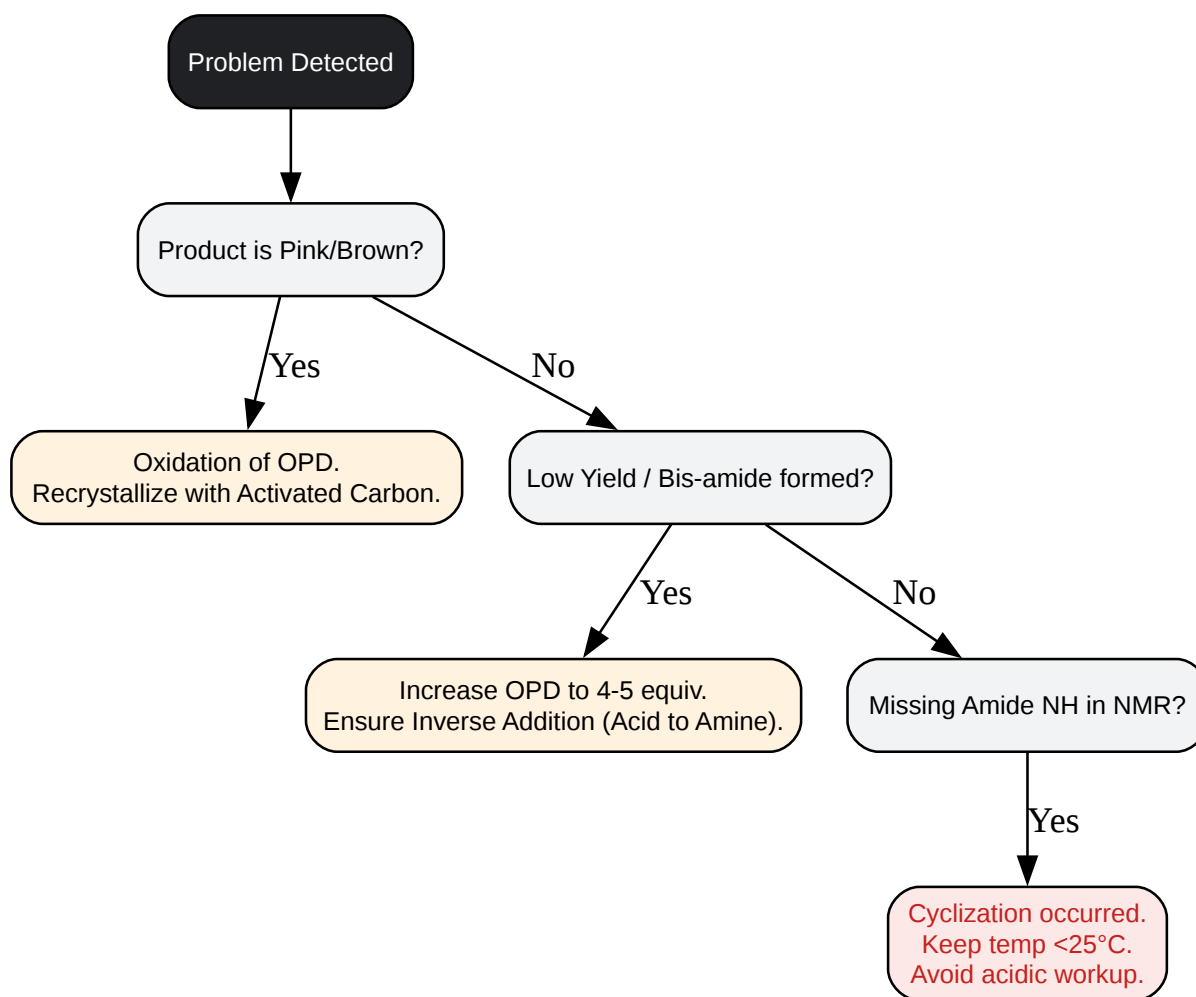 Problem Detected
Product is Pink/Brown?
Yes
No
Oxidation of OPD.
Recrystallize with Activated Carbon.
Low Yield / Bis-amide formed?
Yes
No
Increase OPD to 4-5 equiv.
Ensure Inverse Addition (Acid to Amine).
Missing Amide NH in NMR?
Yes
Cyclization occurred.
Keep temp <25°C.
Avoid acidic workup.